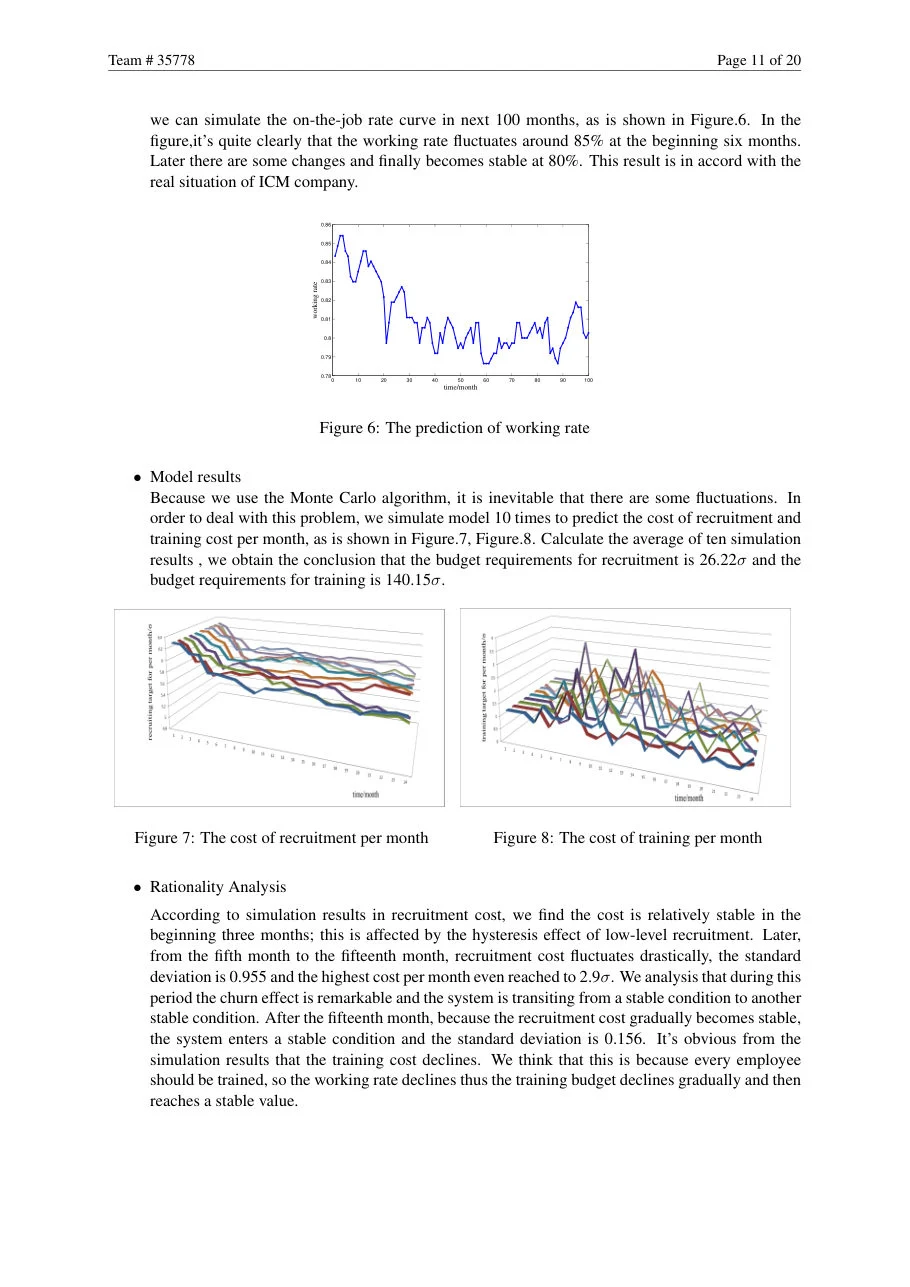 Team # 35778
Page 11 of 20
we can simulate the on-the-job rate curve in next 100 months, as is shown in Figure.6. In the
figure,it's quite clearly that the working rate fluctuates around 85% at the beginning six months.
Later there are some changes and finally becomes stable at 80%. This result is in accord with the
real situation of ICM company.
0.86
0.85
0.84
0.83
0.82
0.81
0.8
0.79
0.78
working rate
0 10 20 30 40 50 60 70 80 90 100
time/month
Figure 6: The prediction of working rate
• Model results
Because we use the Monte Carlo algorithm, it is inevitable that there are some fluctuations. In
order to deal with this problem, we simulate model 10 times to predict the cost of recruitment and
training cost per month, as is shown in Figure.7, Figure.8. Calculate the average of ten simulation
results , we obtain the conclusion that the budget requirements for recruitment is 26.22σ and the
budget requirements for training is 140.15σ.
recruiting target for per month/σ
time/month
training target for per month/σ
time/month
Figure 7: The cost of recruitment per month
Figure 8: The cost of training per month
• Rationality Analysis
According to simulation results in recruitment cost, we find the cost is relatively stable in the
beginning three months; this is affected by the hysteresis effect of low-level recruitment. Later,
from the fifth month to the fifteenth month, recruitment cost fluctuates drastically, the standard
deviation is 0.955 and the highest cost per month even reached to 2.9σ. We analysis that during this
period the churn effect is remarkable and the system is transiting from a stable condition to another
stable condition. After the fifteenth month, because the recruitment cost gradually becomes stable,
the system enters a stable condition and the standard deviation is 0.156. It's obvious from the
simulation results that the training cost declines. We think that this is because every employee
should be trained, so the working rate declines thus the training budget declines gradually and then
reaches a stable value.